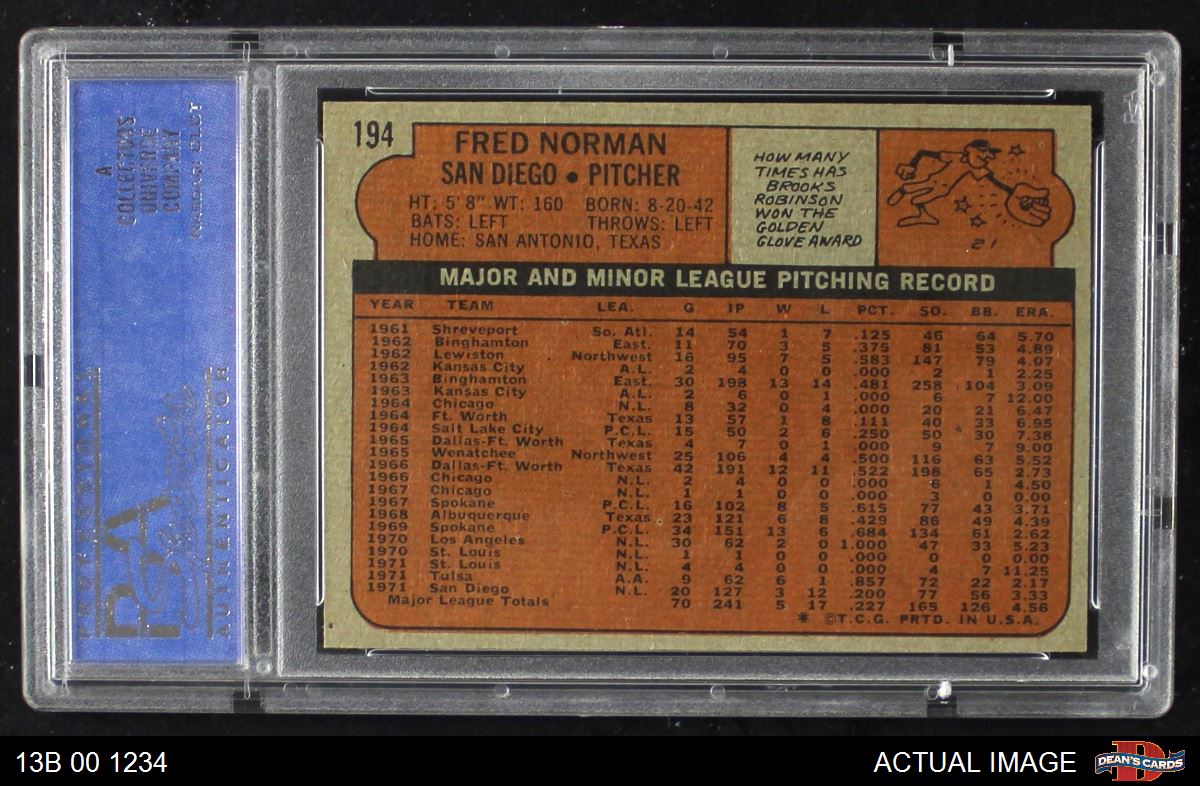 A
COLLECTORS
UNIVERSE
COMPANY
NASDAQ: CLCT
PSA
PROFESSIONAL
AUTHENTICATOR
194
FRED NORMAN
SAN DIEGO • PITCHER
HT: 5'8" WT: 160 BORN: 8-20-42
BATS: LEFT THROWS: LEFT
HOME: SAN ANTONIO, TEXAS
HOW MANY
TIMES HAS
BROOKS
ROBINSON
WON THE
GOLDEN
GLOVE AWARD
21
MAJOR AND MINOR LEAGUE PITCHING RECORD
YEAR TEAM LEA. G IP W L PCT. SO. BB. ERA.
1961 Shreveport So. Atl. 14 54 1 7 .125 46 64 5.70
1962 Binghamton East. 11 70 3 5 .375 81 53 4.89
1962 Lewiston Northwest 16 95 7 5 .583 147 79 4.07
1962 Kansas City A.L. 2 4 0 0 .000 2 1 2.25
1963 Binghamton East. 30 198 13 14 .481 258 104 3.09
1963 Kansas City A.L. 2 6 0 1 .000 6 7 12.00
1964 Chicago N.L. 8 32 0 4 .000 20 21 6.47
1964 Ft. Worth Texas 13 57 1 8 .111 40 33 6.95
1964 Salt Lake City P.C.L. 15 50 2 6 .250 50 30 7.38
1965 Dallas-Ft. Worth Texas 4 7 0 1 .000 9 7 9.00
1965 Wenatchee Northwest 25 106 4 4 .500 116 63 5.52
1966 Dallas-Ft. Worth Texas 42 191 12 11 .522 198 65 2.73
1966 Chicago N.L. 2 4 0 0 .000 6 1 4.50
1967 Chicago N.L. 1 1 0 0 .000 3 0 0.00
1967 Spokane P.C.L. 16 102 8 5 .615 77 43 3.71
1968 Albuquerque Texas 23 121 6 8 .429 86 49 4.39
1969 Spokane P.C.L. 34 151 13 6 .684 134 61 2.62
1970 Los Angeles N.L. 30 62 2 0 1.000 47 33 5.23
1970 St. Louis N.L. 1 1 0 0 .000 0 0 0.00
1971 St. Louis N.L. 4 4 0 0 .000 4 7 11.25
1971 Tulsa A.A. 9 62 6 1 .857 72 22 2.17
1971 San Diego N.L. 20 127 3 12 .200 77 56 3.33
Major League Totals 70 241 5 17 .227 165 126 4.56
* ©T.C.G. PRTD. IN U.S.A.
13B 00 1234
ACTUAL IMAGE
DEAN'S CARDS